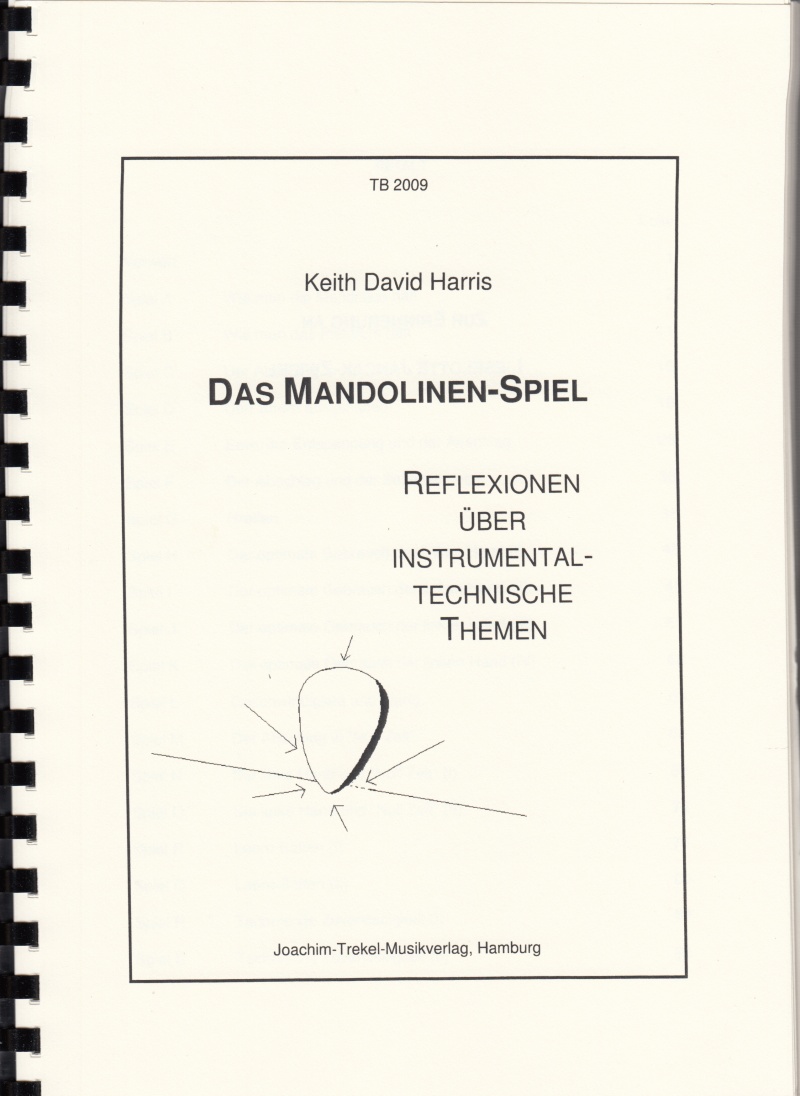 TB 2009
Keith David Harris
DAS MANDOLINEN-SPIEL
REFLEXIONEN
ÜBER
INSTRUMENTAL-
TECHNISCHE
THEMEN
Joachim-Trekel-Musikverlag, Hamburg